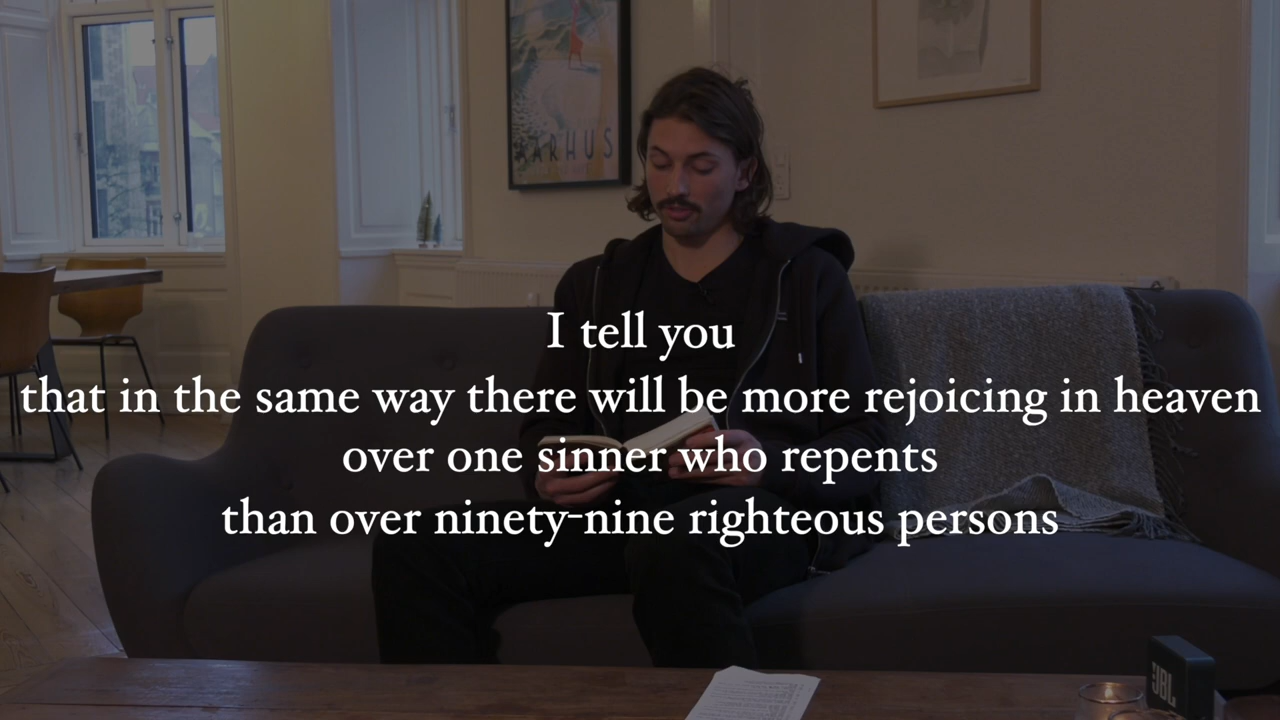 AARHUS
I tell you
that in the same way there will be more rejoicing in heaven
over one sinner who repents
than over ninety-nine righteous persons
JBL